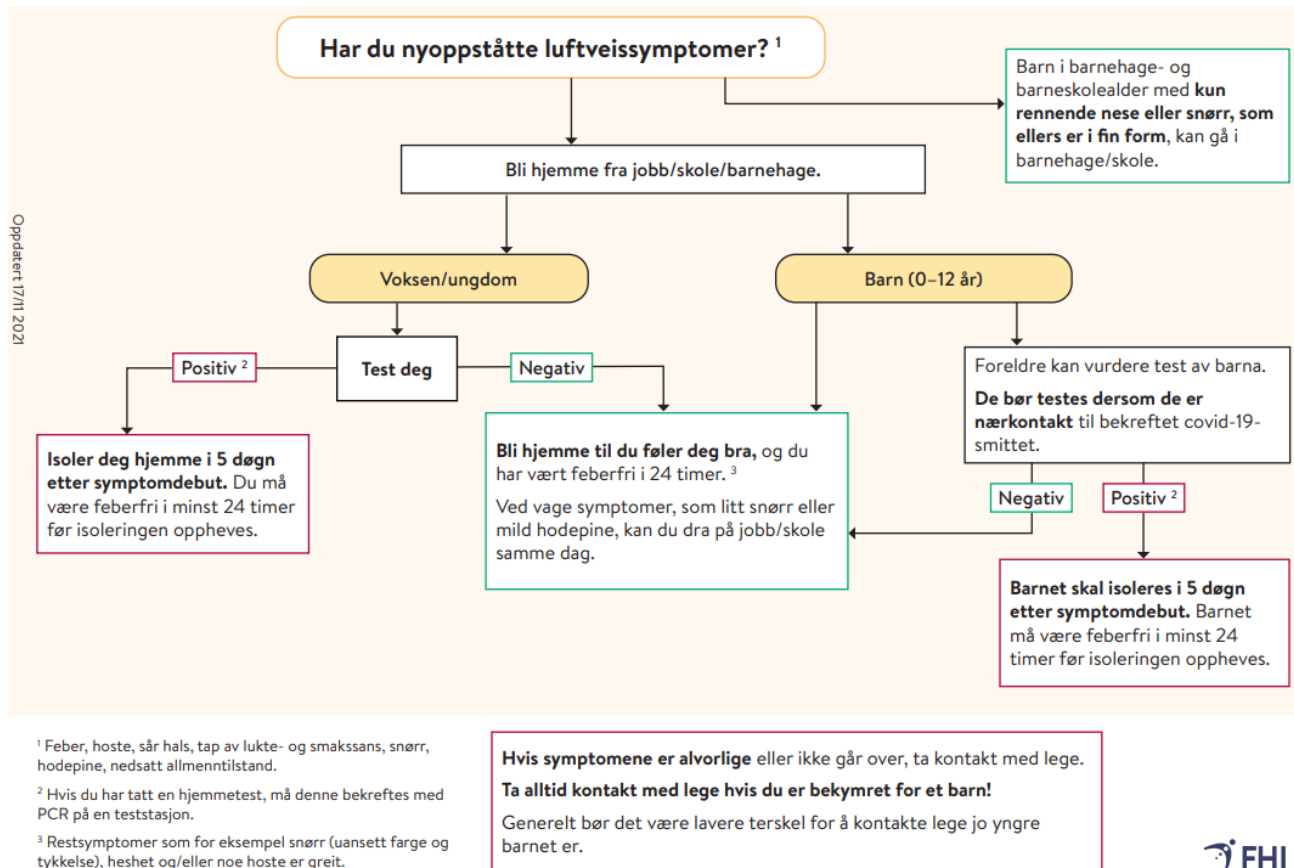 Har du nyoppståtte luftveissymptomer? ¹
Barn i barnehage- og
barneskolealder med kun
rennende nese eller snørr, som
ellers er i fin form, kan gå i
barnehage/skole.
Bli hjemme fra jobb/skole/barnehage.
Oppdatert 17/11 2021
Voksen/ungdom
Barn (0–12 år)
Test deg
Positiv ²
Negativ
Foreldre kan vurdere test av barna.
De bør testes dersom de er
nærkontakt til bekreftet covid-19-
smittet.
Isoler deg hjemme i 5 døgn
etter symptomdebut. Du må
være feberfri i minst 24 timer
før isoleringen oppheves.
Bli hjemme til du føler deg bra, og du
har vært feberfri i 24 timer. ³
Ved vage symptomer, som litt snørr eller
mild hodepine, kan du dra på jobb/skole
samme dag.
Negativ
Positiv ²
Barnet skal isoleres i 5 døgn
etter symptomdebut. Barnet
må være feberfri i minst 24
timer før isoleringen oppheves.
¹ Feber, hoste, sår hals, tap av lukte- og smakssans, snørr,
hodepine, nedsatt allmenntilstand.
² Hvis du har tatt en hjemmetest, må denne bekreftes med
PCR på en teststasjon.
³ Restsymptomer som for eksempel snørr (uansett farge og
tykkelse), heshet og/eller noe hoste er greit.
Hvis symptomene er alvorlige eller ikke går over, ta kontakt med lege.
Ta alltid kontakt med lege hvis du er bekymret for et barn!
Generelt bør det være lavere terskel for å kontakte lege jo yngre
barnet er.
FHI